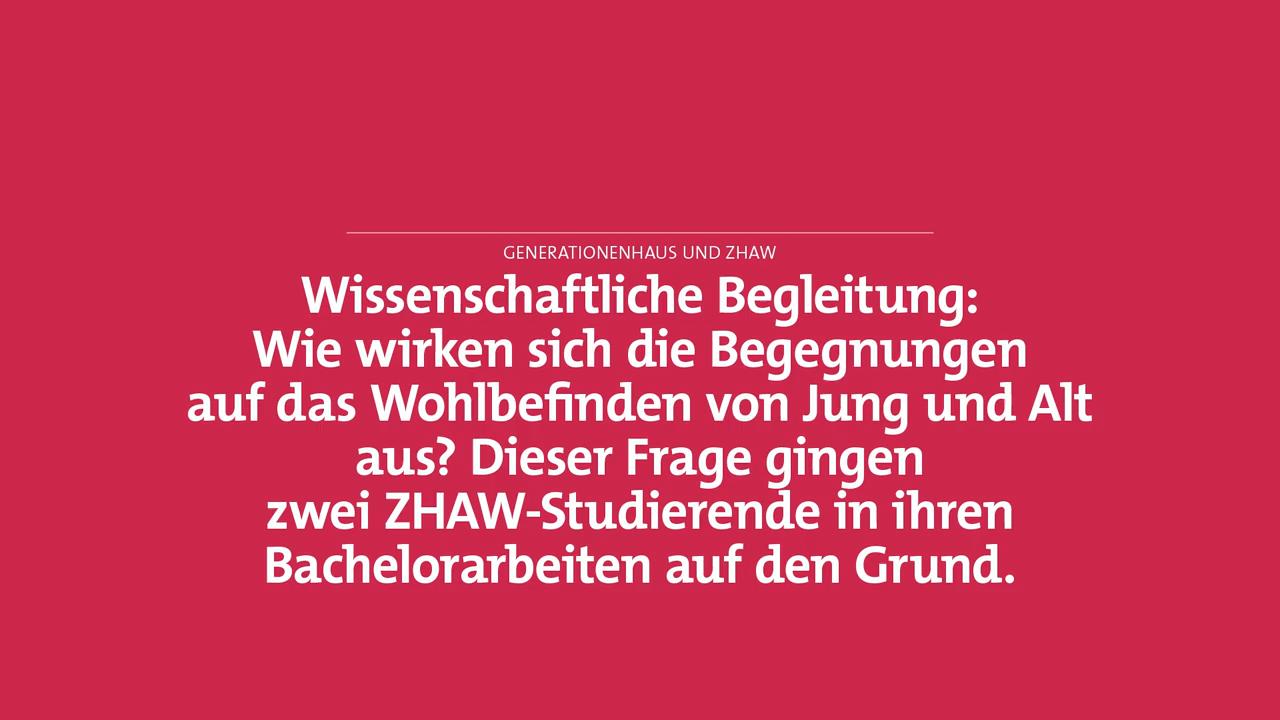 GENERATIONENHAUS UND ZHAW
Wissenschaftliche Begleitung:
Wie wirken sich die Begegnungen
auf das Wohlbefinden von Jung und Alt
aus? Dieser Frage gingen
zwei ZHAW-Studierende in ihren
Bachelorarbeiten auf den Grund.